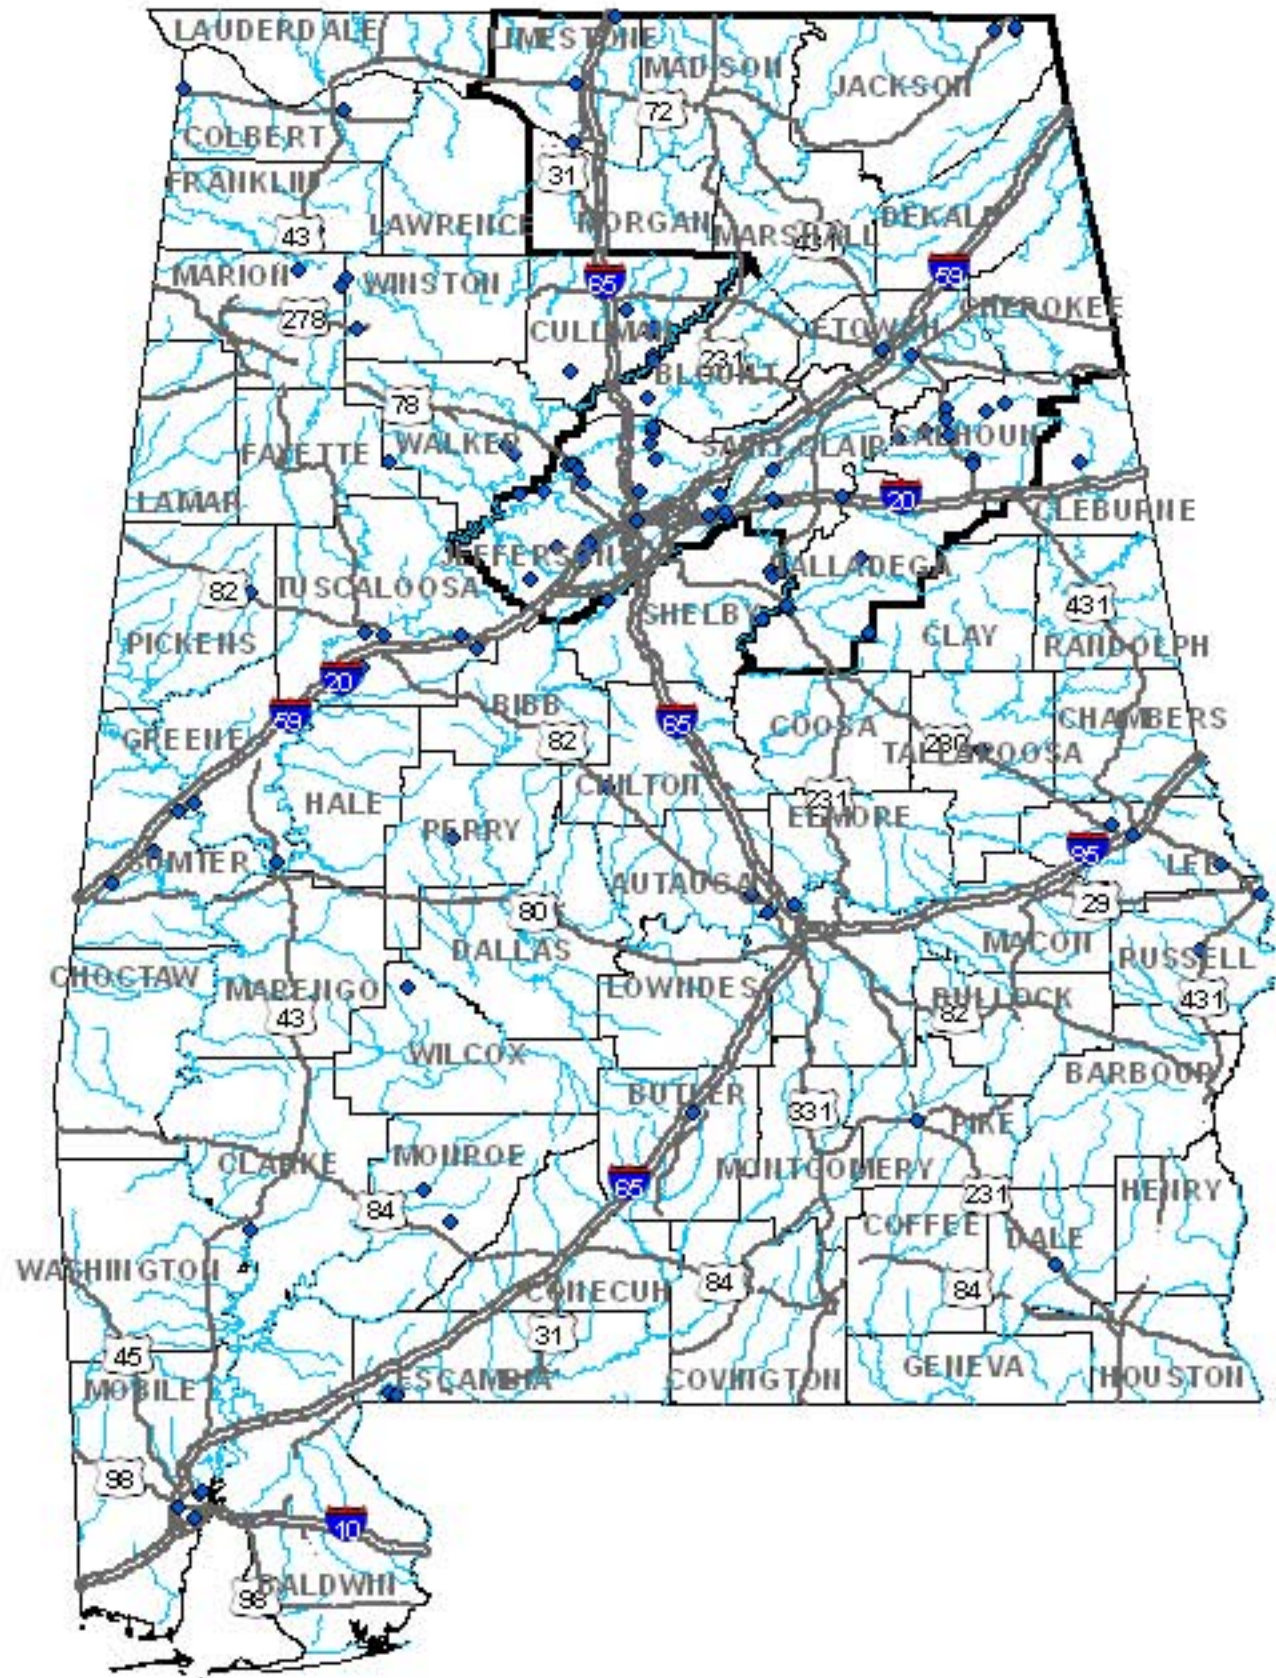 LAUDERDALE
LIMESTONE
MADISON
JACKSON
72
COLBERT
31
FRANKLIN
LAWRENCE
MORGAN
DEKALB
43
MARSHALL
431
MARION
WINSTON
65
59
CHEROKEE
278
CULLMAN
ETOWAH
231
BLOUNT
78
WALKER
SAINT CLAIR
CALHOUN
FAYETTE
LAMAR
20
CLEBURNE
JEFFERSON
TALLADEGA
82
TUSCALOOSA
SHELBY
431
PICKENS
CLAY
RANDOLPH
20
BIBB
59
65
COOSA
CHAMBERS
GREENE
82
280
TALLAPOOSA
CHILTON
HALE
231
ELMORE
PERRY
85
SUMTER
LEE
AUTAUGA
80
29
DALLAS
MACON
RUSSELL
CHOCTAW
MARENGO
LOWNDES
BULLOCK
431
43
82
WILCOX
BARBOUR
BUTLER
331
PIKE
CLARKE
MONROE
MONTGOMERY
65
HENRY
84
231
COFFEE
DALE
WASHINGTON
84
84
CONECUH
31
45
MOBILE
ESCAMBIA
COVINGTON
GENEVA
HOUSTON
98
10
BALDWIN
98